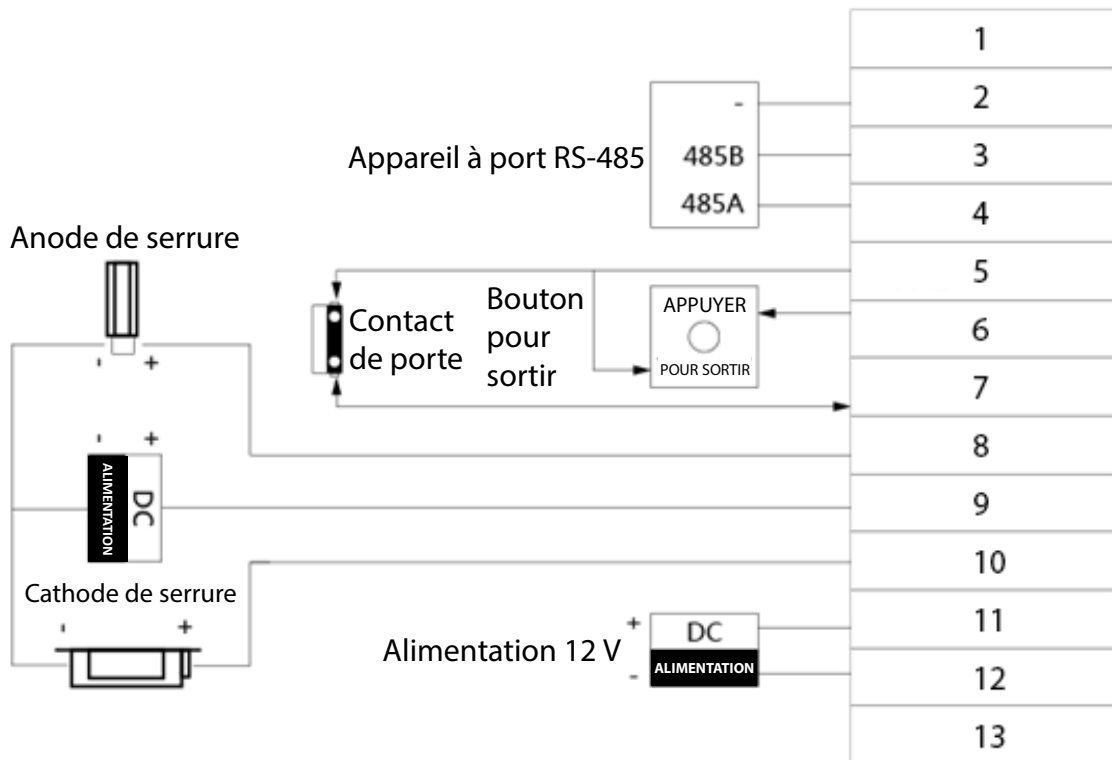 1
2
3
4
5
6
7
8
9
10
11
12
13
Appareil à port RS-485
-
485B
485A
Anode de serrure
- +
Contact
de porte
Bouton
pour
sortir
APPUYER
POUR SORTIR
- +
ALIMENTATION
DC
Cathode de serrure
- +
Alimentation 12 V
+
-
DC
ALIMENTATION